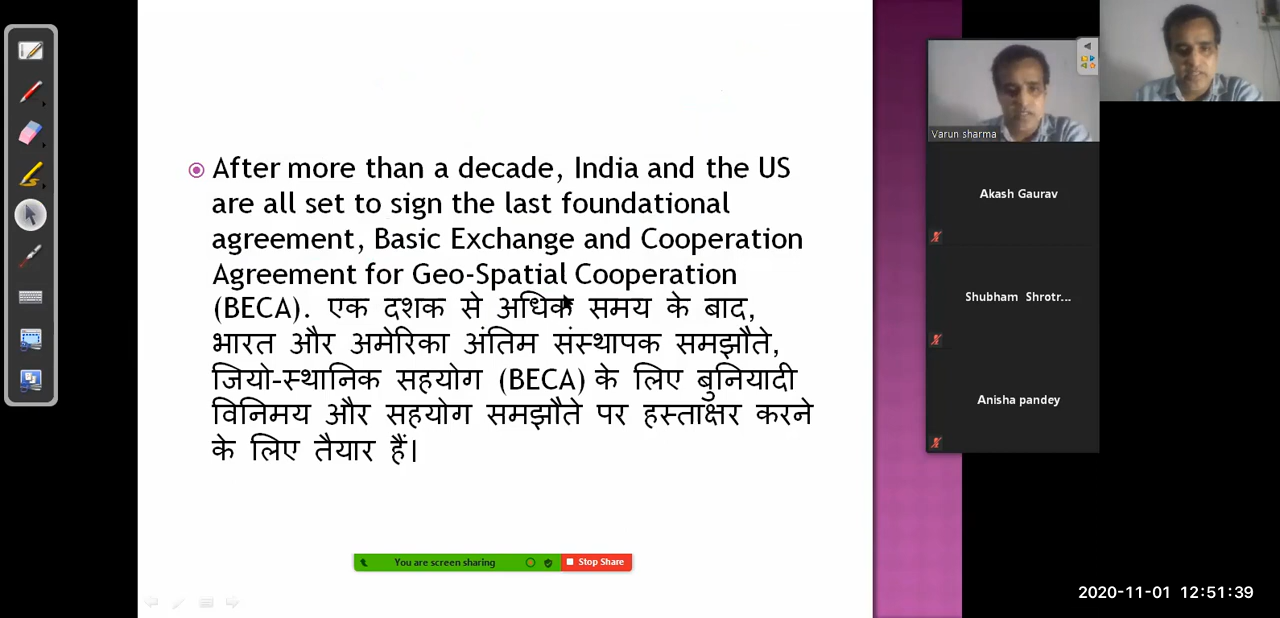 After more than a decade, India and the US
are all set to sign the last foundational
agreement, Basic Exchange and Cooperation
Agreement for Geo-Spatial Cooperation
(BECA). एक दशक से अधिक समय के बाद,
भारत और अमेरिका अंतिम संस्थापक समझौते,
जियो-स्थानिक सहयोग (BECA) के लिए बुनियादी
विनिमय और सहयोग समझौते पर हस्ताक्षर करने
के लिए तैयार हैं।
Varun sharma
Akash Gaurav
Shubham Shrotr...
Anisha pandey
You are screen sharing
Stop Share
2020-11-01 12:51:39